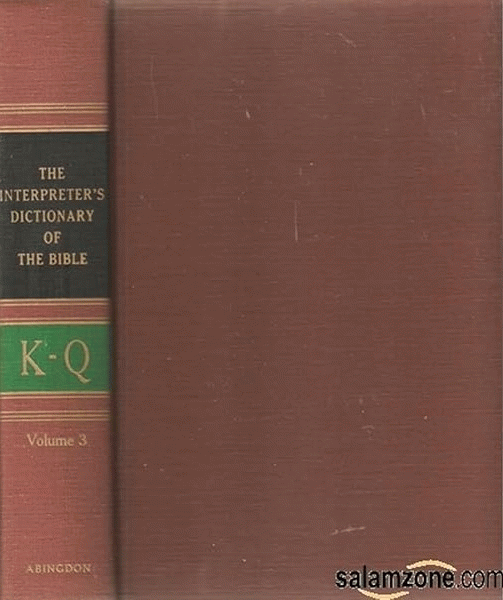 THE
INTERPRETER'S
DICTIONARY
OF
THE BIBLE
K-Q
Volume 3
ABINGDON
salamzone.com